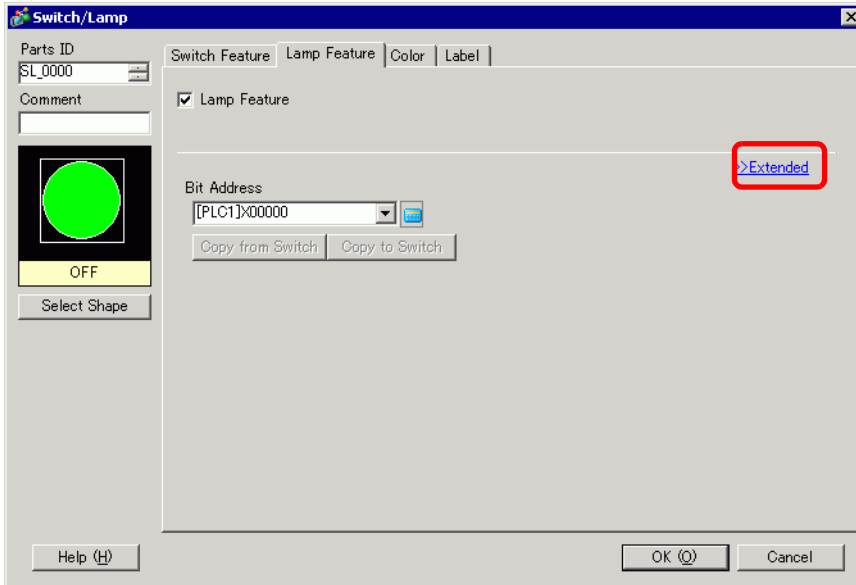 Switch/Lamp
Parts ID
SL_0000
Comment
OFF
Select Shape
Switch Feature Lamp Feature Color Label
Lamp Feature
>>Extended
Bit Address
[PLC1]X00000
Copy from Switch Copy to Switch
Help (H) OK (O) Cancel